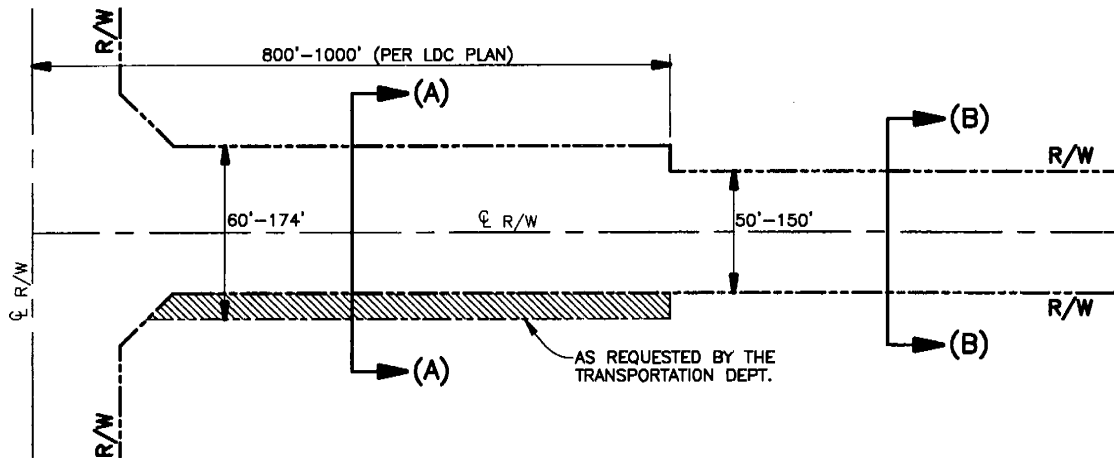 R/W
800'-1000' (PER LDC PLAN)
(A)
(B)
R/W
60'-174'
℄ R/W
50'-150'
℄ R/W
R/W
AS REQUESTED BY THE
TRANSPORTATION DEPT.
(A)
(B)
R/W